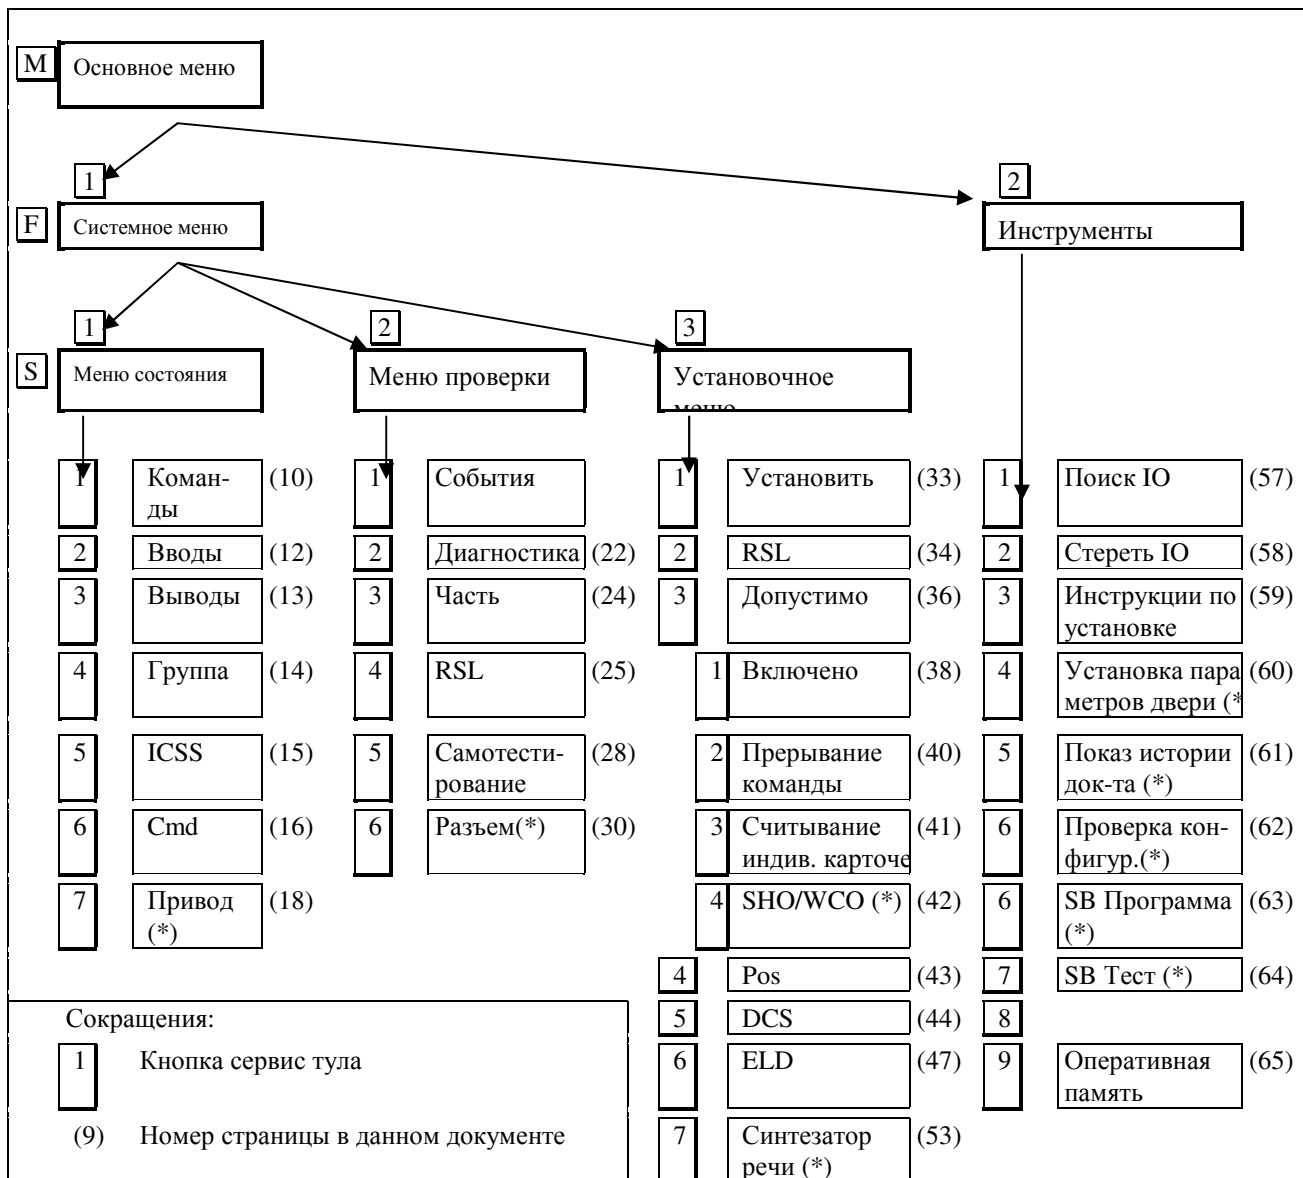 M Основное меню
1 2
F Системное меню Инструменты
1 2 3
S Меню состояния Меню проверки Установочное
меню
1 Коман- (10) 1 События 1 Установить (33) 1 Поиск IO (57)
ды
2 Вводы (12) 2 Диагностика (22) 2 RSL (34) 2 Стереть IO (58)
3 Выводы (13) 3 Часть (24) 3 Допустимо (36) 3 Инструкции по (59)
установке
4 Группа (14) 4 RSL (25) 1 Включено (38) 4 Установка пара (60)
метров двери (*
5 ICSS (15) 5 Самотести- (28) 2 Прерывание (40) 5 Показ истории (61)
рование команды док-та (*)
6 Cmd (16) 6 Разъем(*) (30) 3 Считывание (41) 6 Проверка кон- (62)
индив. карточе фигур.(*)
7 Привод (18) 4 SHO/WCO (*) (42) 6 SB Программа (63)
(*) (*)
4 Pos (43) 7 SB Тест (*) (64)
Сокращения: 5 DCS (44) 8
1 Кнопка сервис тула 6 ELD (47) 9 Оперативная (65)
память
(9) Номер страницы в данном документе 7 Синтезатор (53)
речи (*)